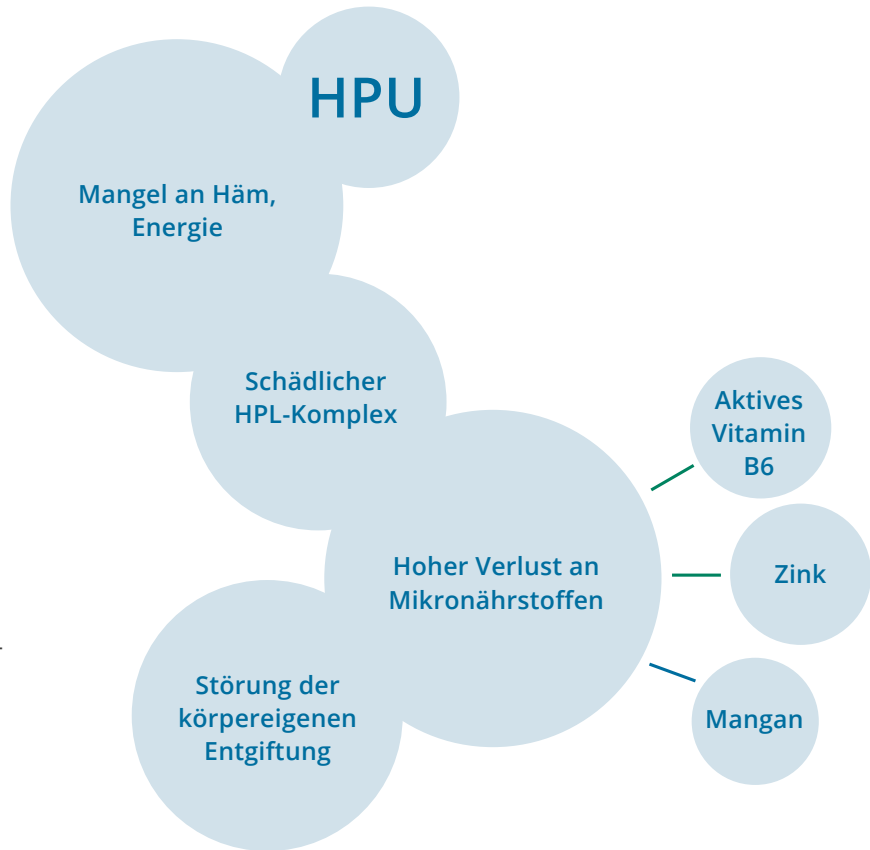 HPU
Mangel an Häm,
Energie
Schädlicher
HPL-Komplex
Hoher Verlust an
Mikronährstoffen
Aktives
Vitamin
B6
Zink
Mangan
Störung der
körpereigenen
Entgiftung